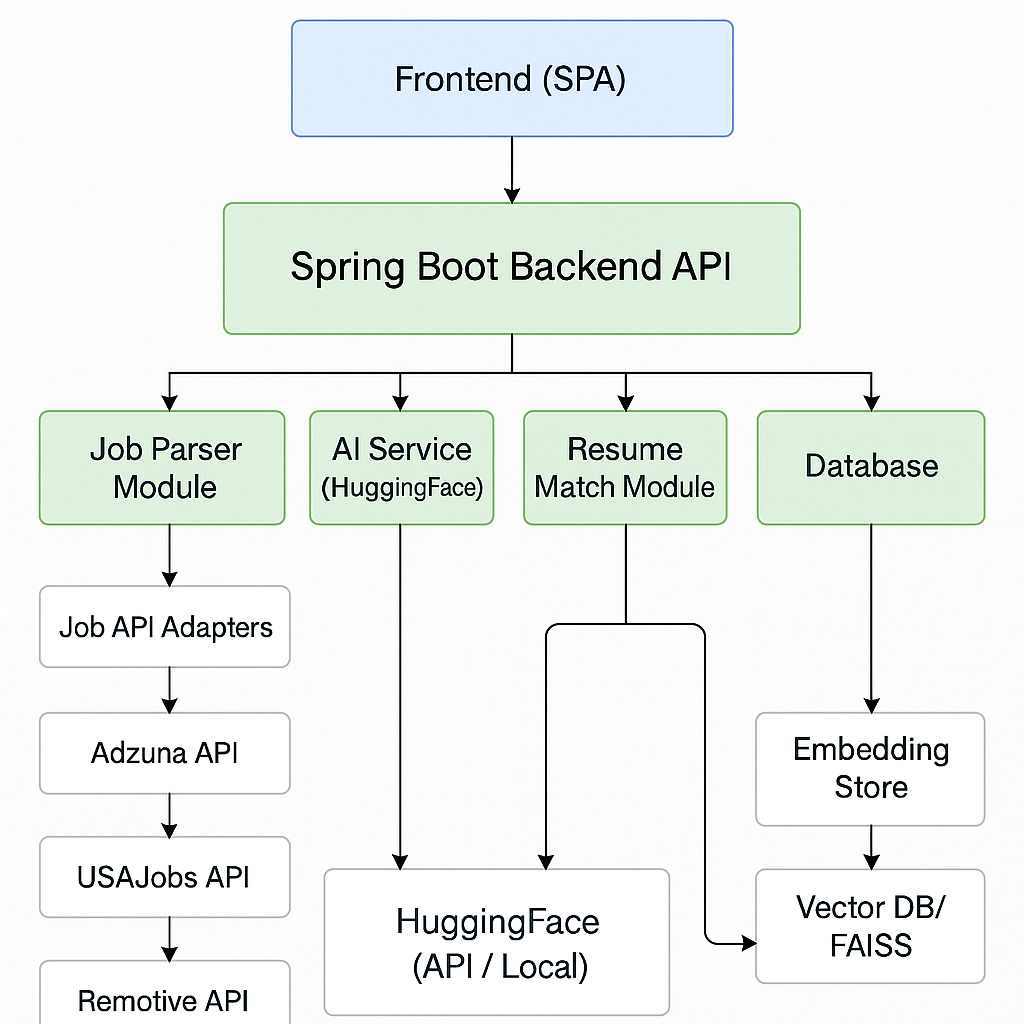 Frontend (SPA)
Spring Boot Backend API
Job Parser
Module
AI Service
(HuggingFace)
Resume
Match Module
Database
Job API Adapters
Adzuna API
USAJobs API
Remotive API
HuggingFace
(API / Local)
Embedding
Store
Vector DB/
FAISS